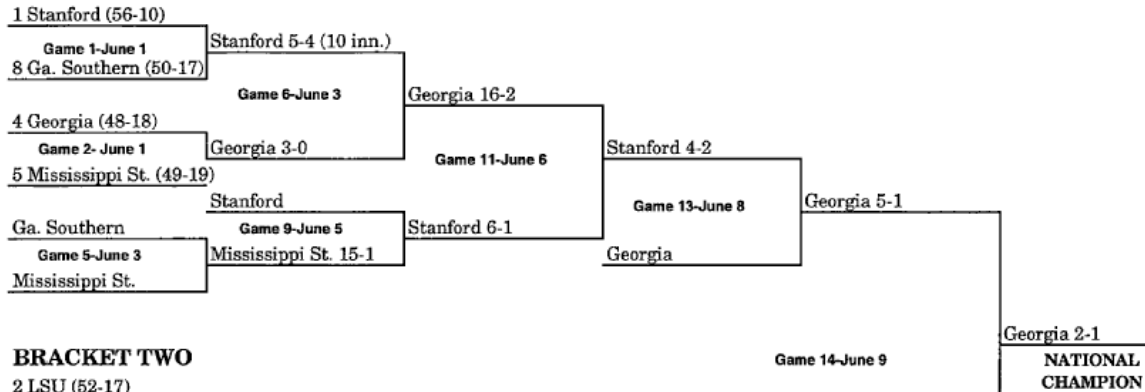 1 Stanford (56-10)
Game 1-June 1
8 Ga. Southern (50-17)
Stanford 5-4 (10 inn.)
Game 6-June 3
4 Georgia (48-18)
Game 2- June 1
5 Mississippi St. (49-19)
Georgia 3-0
Georgia 16-2
Game 11-June 6
Stanford
Game 9-June 5
Ga. Southern
Game 5-June 3
Mississippi St.
Mississippi St. 15-1
Stanford 6-1
Stanford 4-2
Game 13-June 8
Georgia
Georgia 5-1
Georgia 2-1
NATIONAL
CHAMPION
Game 14-June 9
BRACKET TWO
2 LSU (52-17)